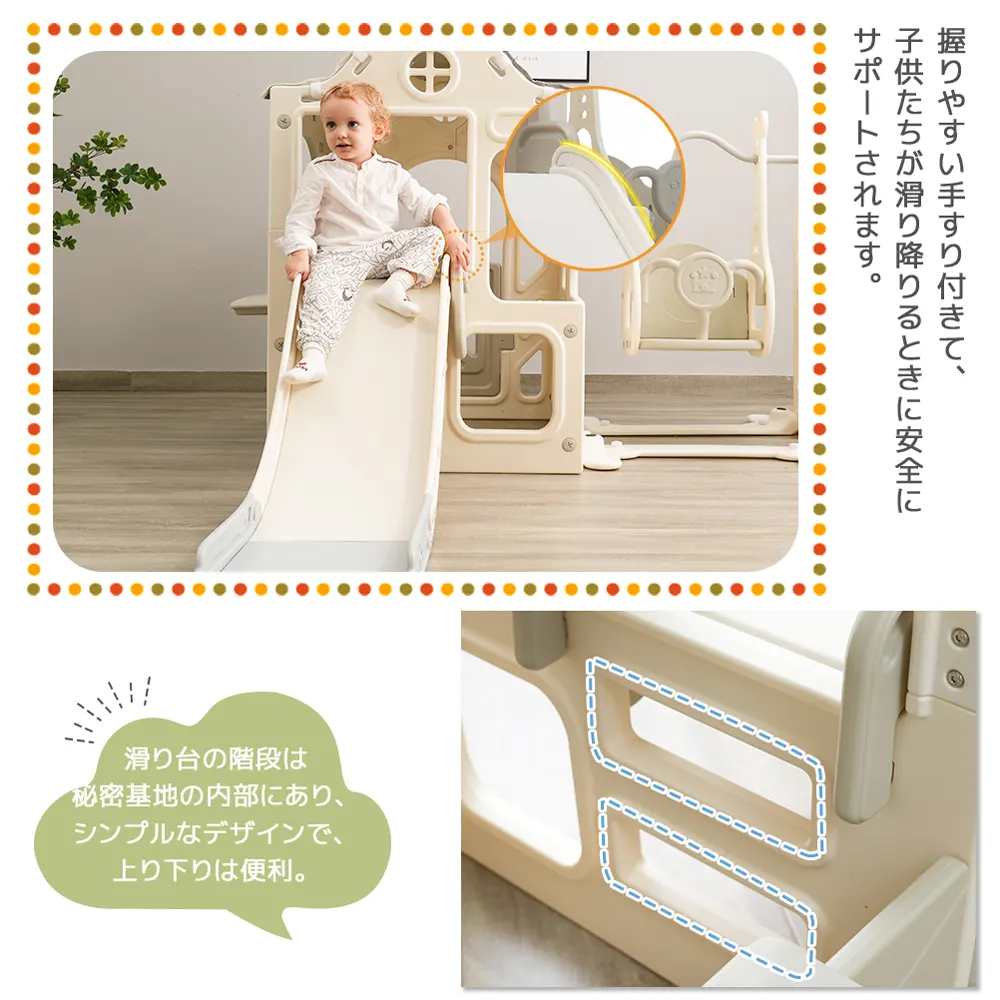 握りやすい手すり付きて、
子供たちが滑り降りるときに安全に
サポートされます。
滑り台の階段は
秘密基地の内部にあり、
シンプルなデザインで、
上り下りは便利。